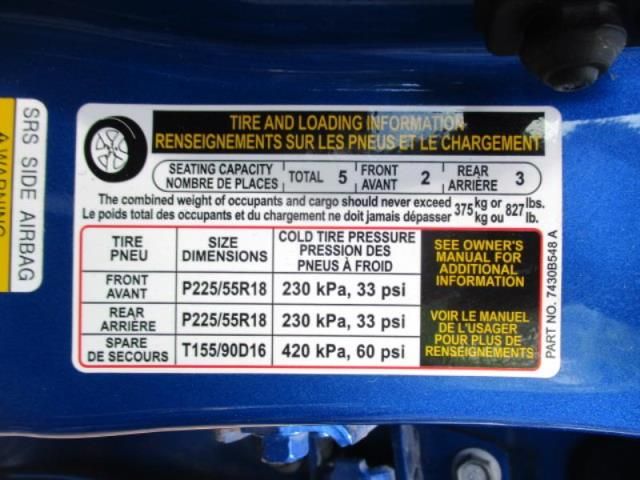 SRS SIDE AIRBAG
WARNING
TIRE AND LOADING INFORMATION
RENSEIGNEMENTS SUR LES PNEUS ET LE CHARGEMENT
SEATING CAPACITY
NOMBRE DE PLACES
TOTAL 5
FRONT
AVANT
2
REAR
ARRIÈRE
3
The combined weight of occupants and cargo should never exceed 375 kg or 827 lbs.
Le poids total des occupants et du chargement ne doit jamais dépasser kg ou lb.
TIRE
PNEU
SIZE
DIMENSIONS
COLD TIRE PRESSURE
PRESSION DES
PNEUS À FROID
FRONT
AVANT
P225/55R18
230 kPa, 33 psi
REAR
ARRIÈRE
P225/55R18
230 kPa, 33 psi
SPARE
DE SECOURS
T155/90D16
420 kPa, 60 psi
SEE OWNER'S
MANUAL FOR
ADDITIONAL
INFORMATION
VOIR LE MANUEL
DE L'USAGER
POUR PLUS DE
RENSEIGNEMENTS
PART NO. 7430B548 A